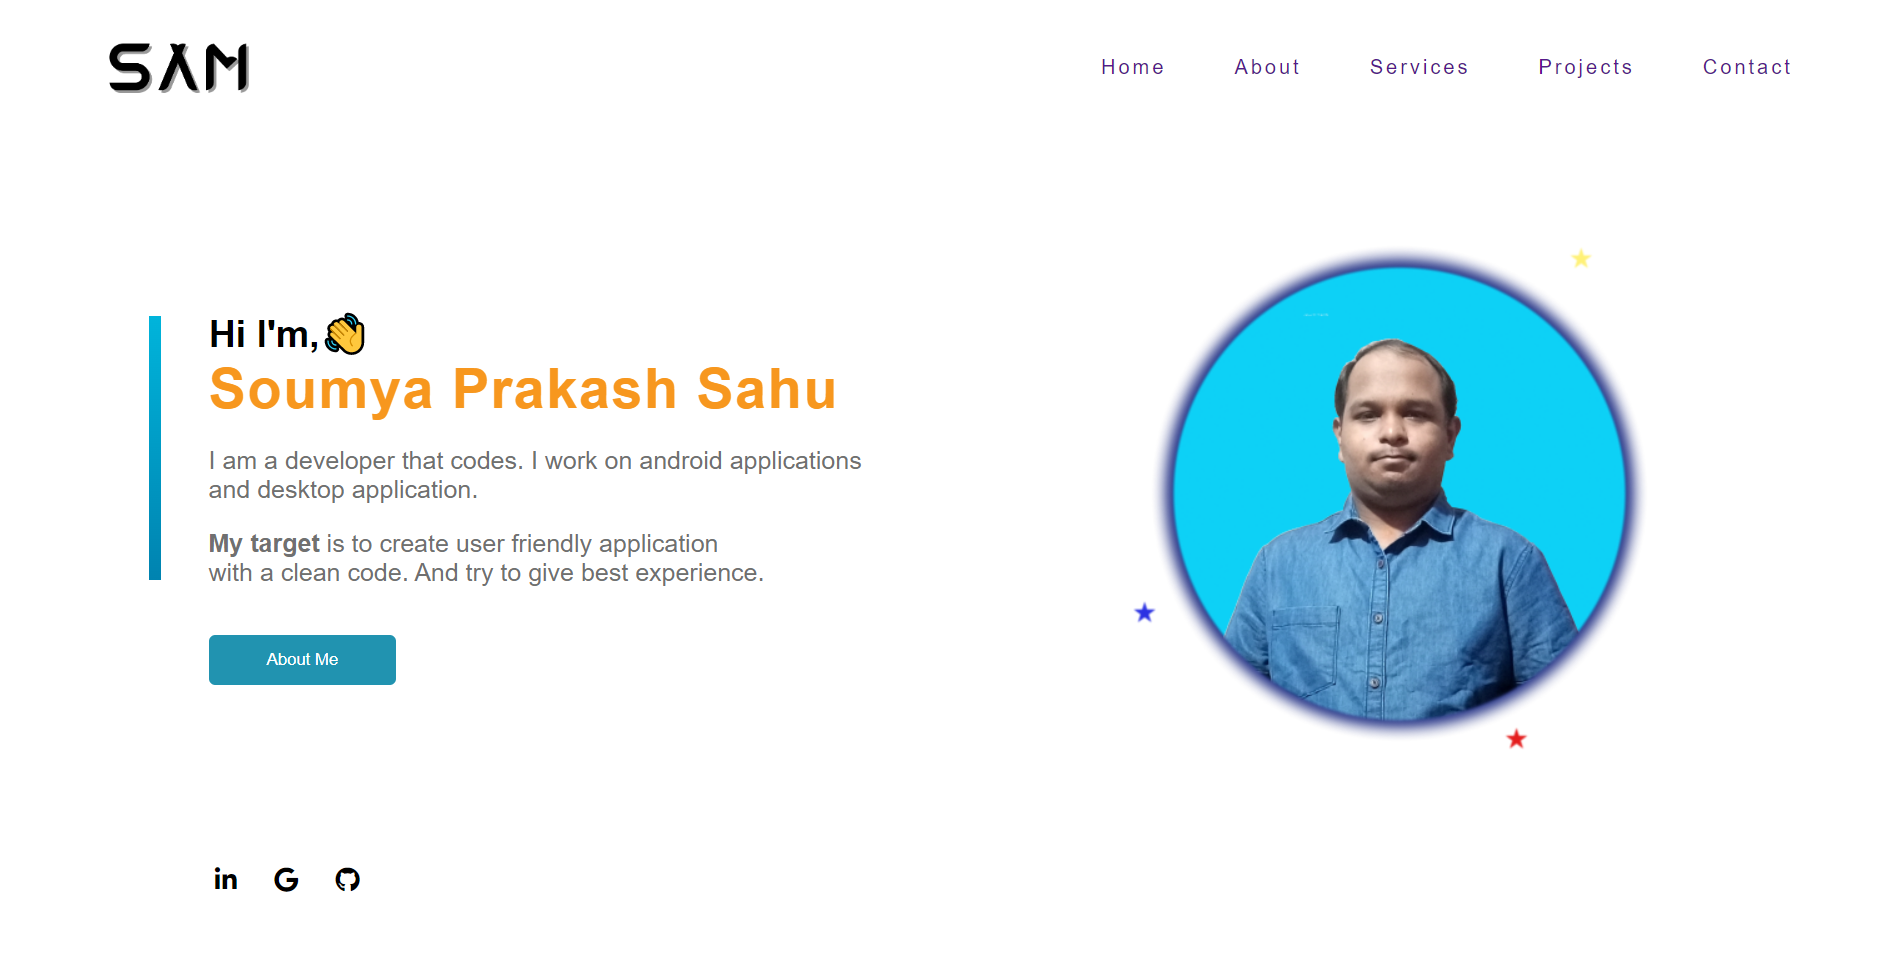 SAM
Home About Services Projects Contact
Hi I'm,
Soumya Prakash Sahu
I am a developer that codes. I work on android applications
and desktop application.
My target is to create user friendly application
with a clean code. And try to give best experience.
About Me
in G